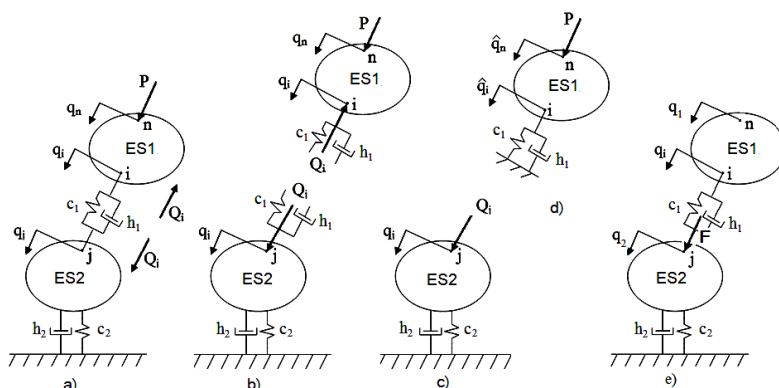 P
qₙ
n
ES1
qᵢ
i
c₁
h₁
Qᵢ
Qᵢ
qᵢ
j
ES2
h₂
c₂
a)
P
qₙ
n
ES1
qᵢ
i
c₁
h₁
Qᵢ
Qᵢ
h₁
c₁
qᵢ
j
ES2
h₂
c₂
b)
Qᵢ
qᵢ
j
ES2
h₂
c₂
c)
P
q̂ₙ
n
ES1
q̂ᵢ
i
c₁
h₁
d)
q₁
n
ES1
qᵢ
i
c₁
h₁
F
q₂
j
ES2
h₂
c₂
e)